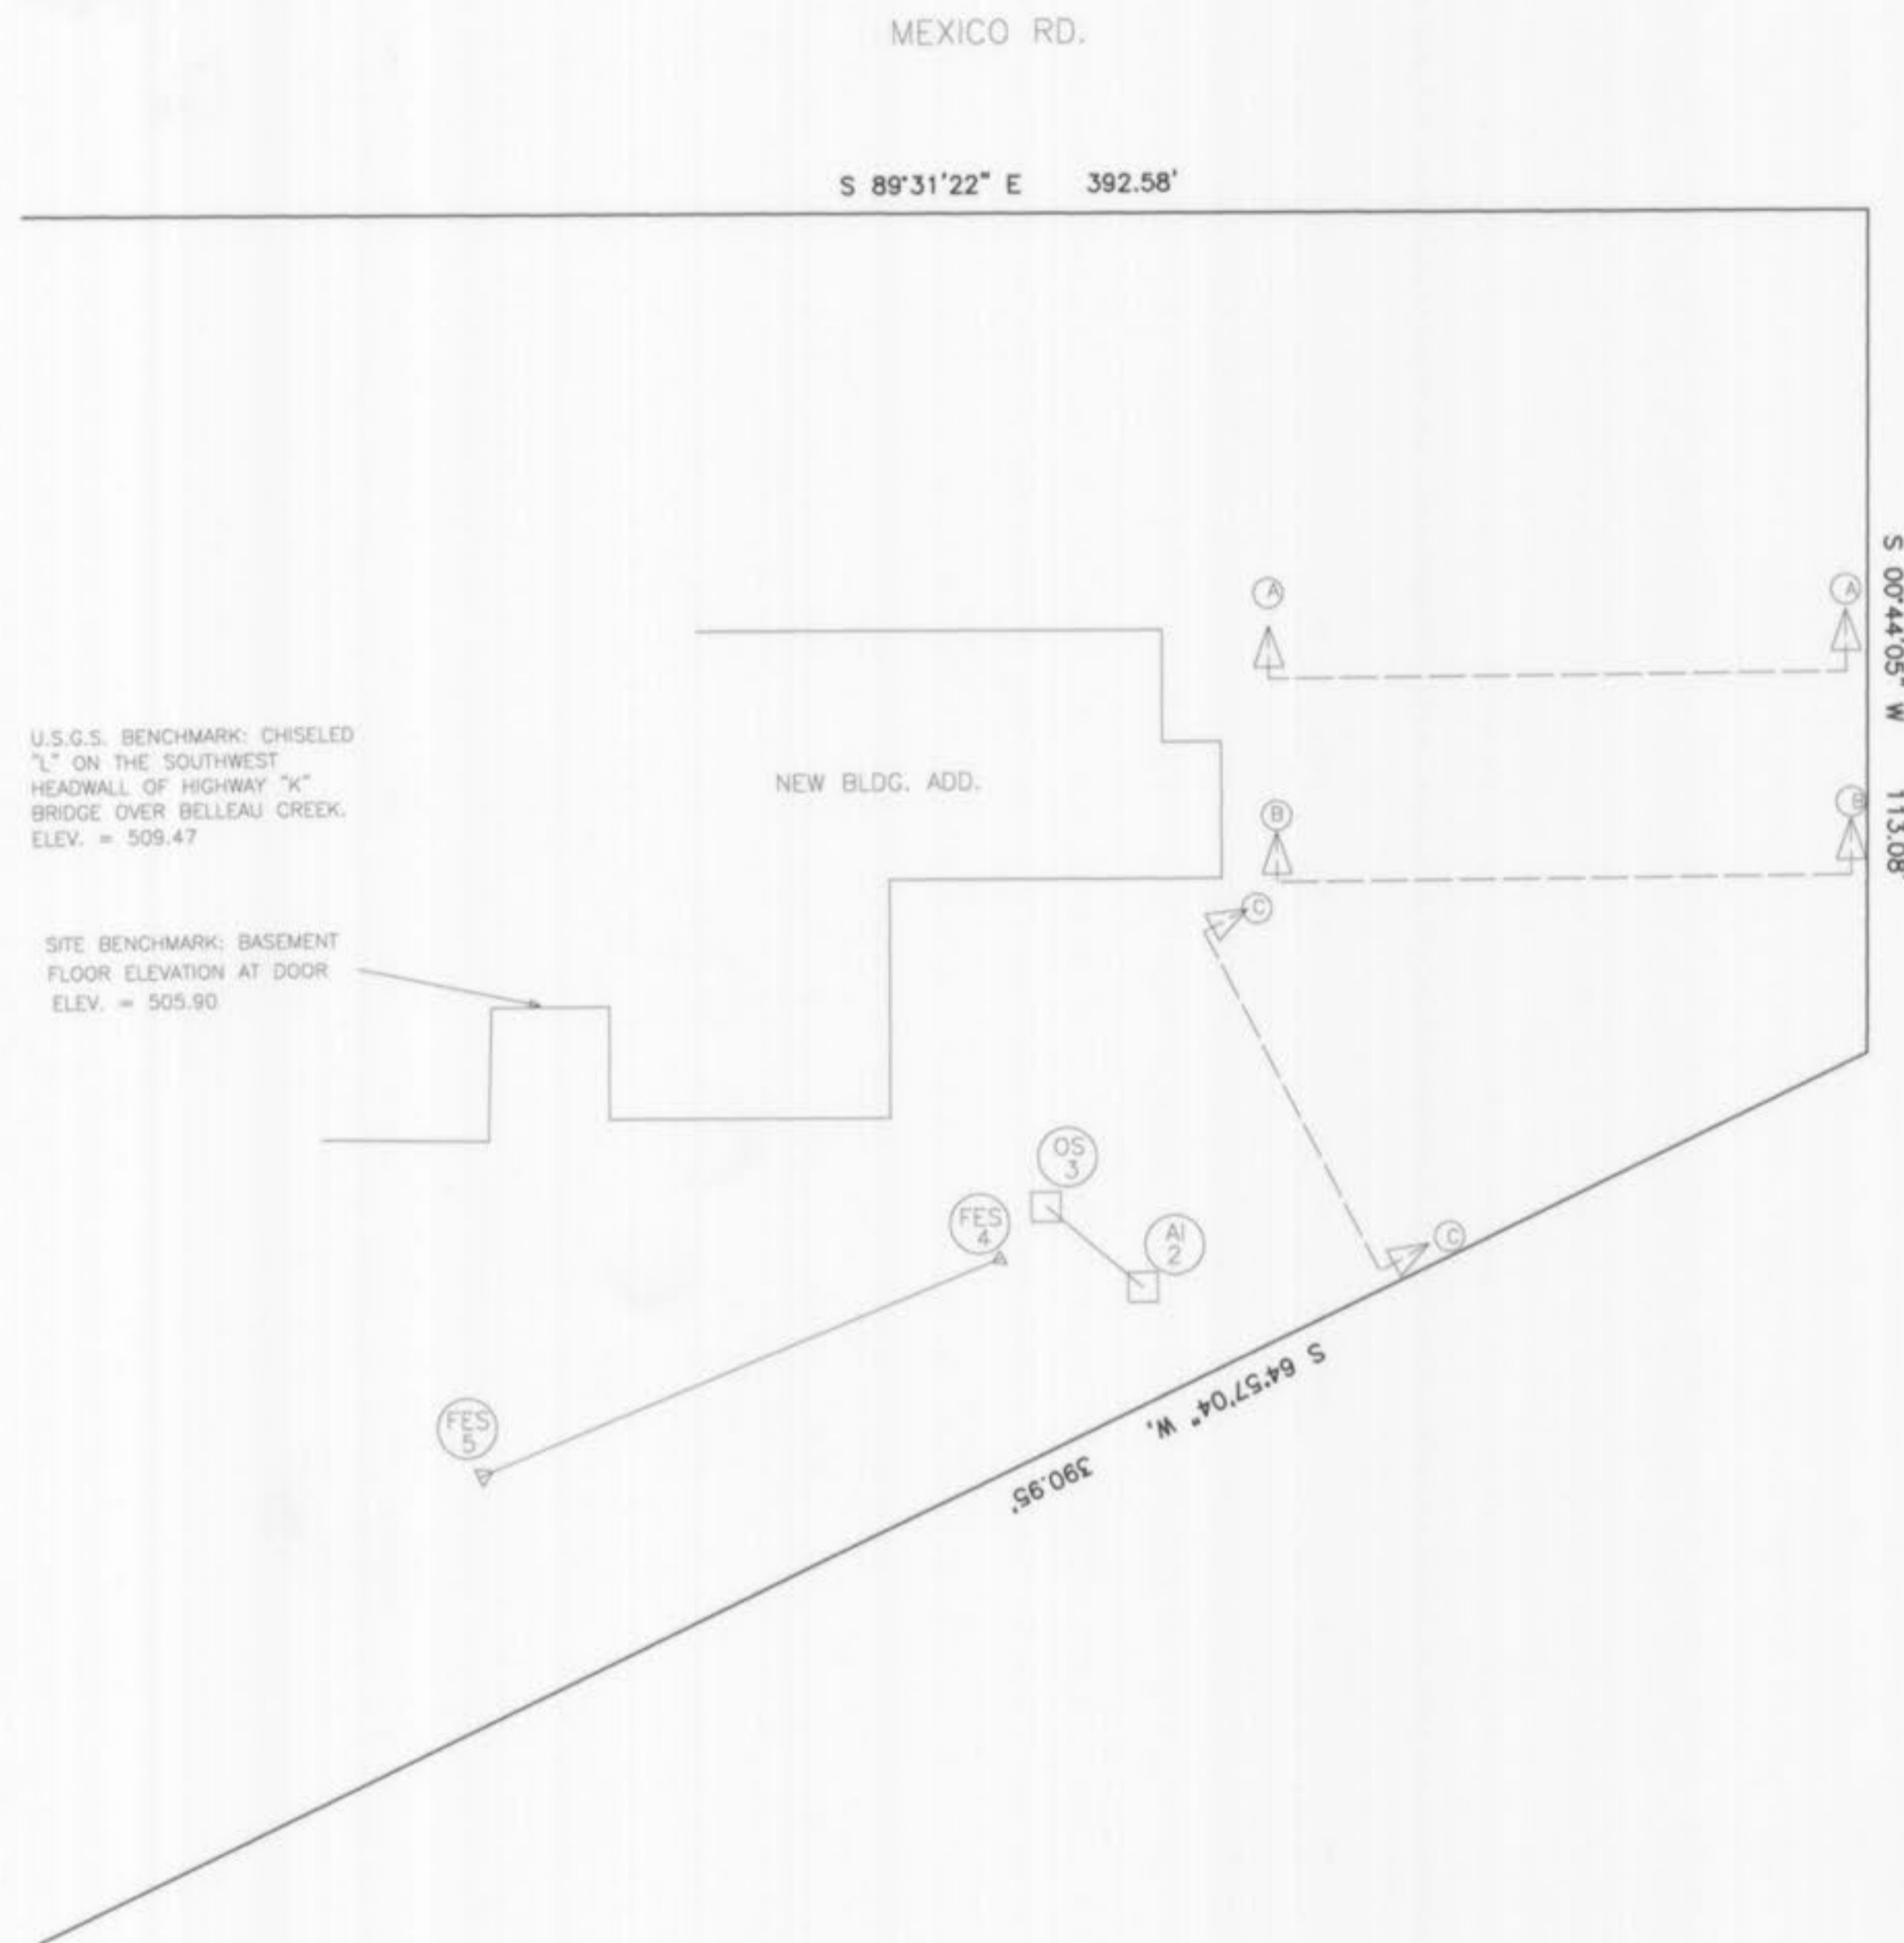 MEXICO RD.
S 89°31'22" E 392.58'
S 00°44'05" W 113.08'
A
A
U.S.G.S. BENCHMARK: CHISELED
"L" ON THE SOUTHWEST
HEADWALL OF HIGHWAY "K"
BRIDGE OVER BELLEAU CREEK.
ELEV. = 509.47
NEW BLDG. ADD.
B
B
C
SITE BENCHMARK: BASEMENT
FLOOR ELEVATION AT DOOR
ELEV. = 505.90
OS
3
FES
4
AI
2
C
S 64°57'04" W, 390.95'
FES
5